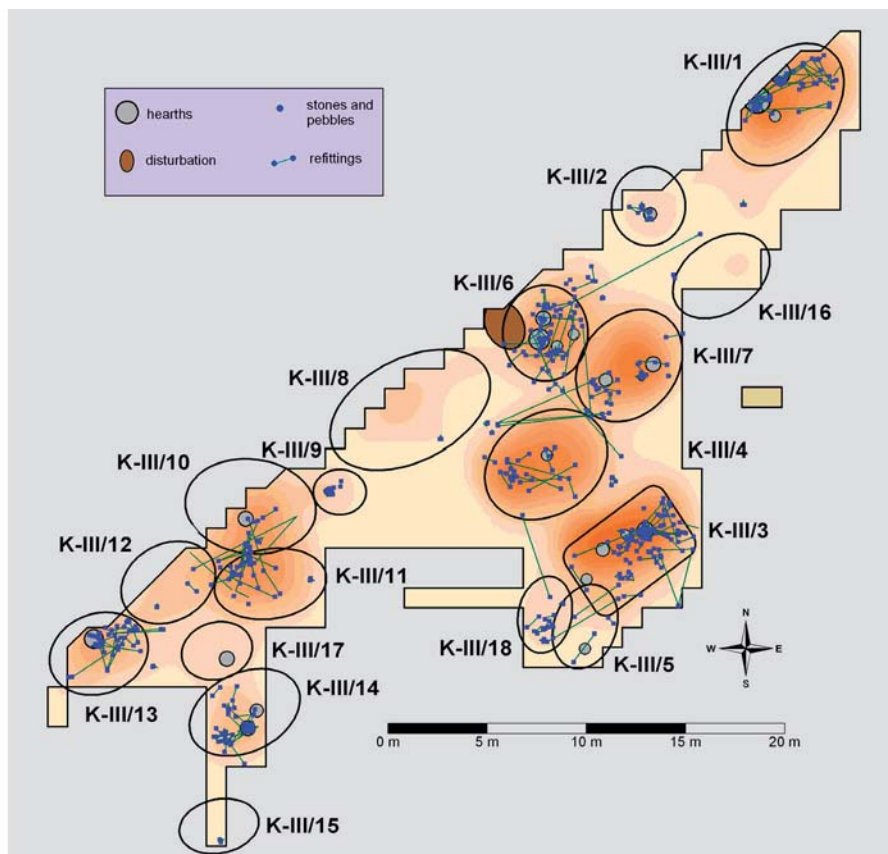 K-III/1
hearths
stones and
pebbles
disturbation
refittings
K-III/2
K-III/6
K-III/16
K-III/8
K-III/7
K-III/9
K-III/4
K-III/10
K-III/3
K-III/12
K-III/11
K-III/18
K-III/5
K-III/17
K-III/14
K-III/13
K-III/15
N
W E
S
0 m 5 m 10 m 15 m 20 m